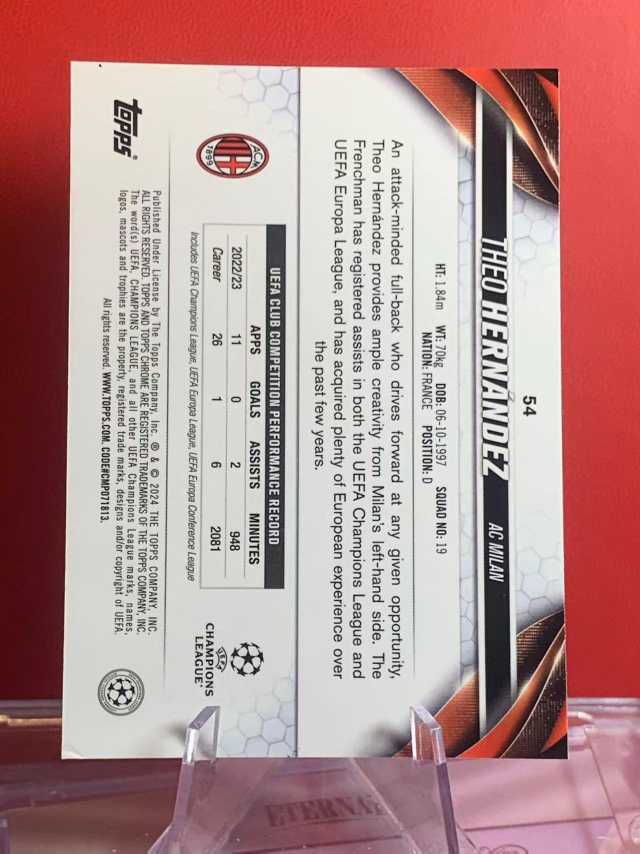 54
THEO HERNÁNDEZ AC MILAN
HT: 1.84m WT: 70kg DOB: 06-10-1997 SQUAD NO: 19
NATION: FRANCE POSITION: D
An attack-minded full-back who drives forward at any given opportunity,
Theo Hernández provides ample creativity from Milan's left-hand side. The
Frenchman has registered assists in both the UEFA Champions League and
UEFA Europa League, and has acquired plenty of European experience over
the past few years.
ACM
1899
UEFA CLUB COMPETITION PERFORMANCE RECORD
APPS GOALS ASSISTS MINUTES
2022/23 11 0 2 948
Career 26 1 6 2081
Includes UEFA Champions League, UEFA Europa League, UEFA Europa Conference League
UEFA
CHAMPIONS
LEAGUE
topps®
Published Under License by The Topps Company, Inc. ® & © 2024 THE TOPPS COMPANY, INC.
ALL RIGHTS RESERVED. TOPPS AND TOPPS CHROME ARE REGISTERED TRADEMARKS OF THE TOPPS COMPANY, INC.
The word(s) UEFA, CHAMPIONS LEAGUE, and all other UEFA Champions League marks, names,
logos, mascots and trophies are the property, registered trade marks, designs and/or copyright of UEFA.
All rights reserved. WWW.TOPPS.COM. CODE#CMP071813.
ETERNA